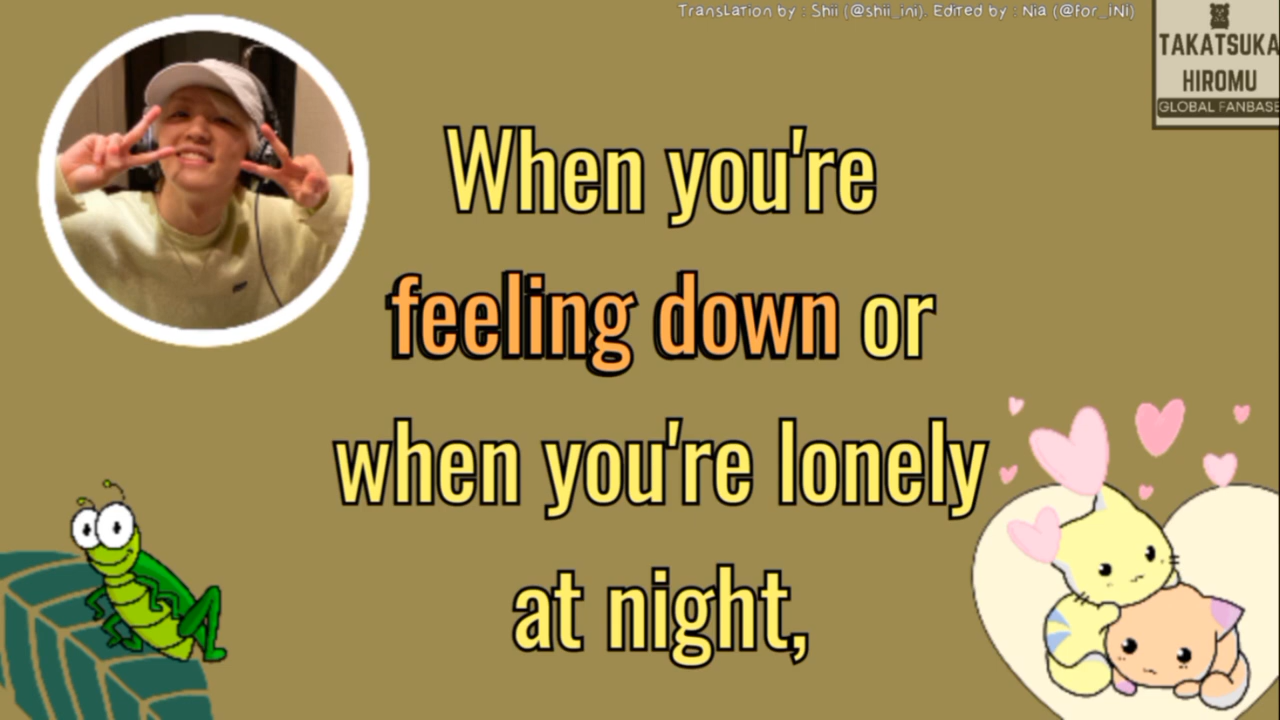 Translation by : Shii (@shii_ini). Edited by : Nia (@for_INI)
TAKATSUKA
HIROMU
GLOBAL FANBASE
When you're
feeling down or
when you're lonely
at night,